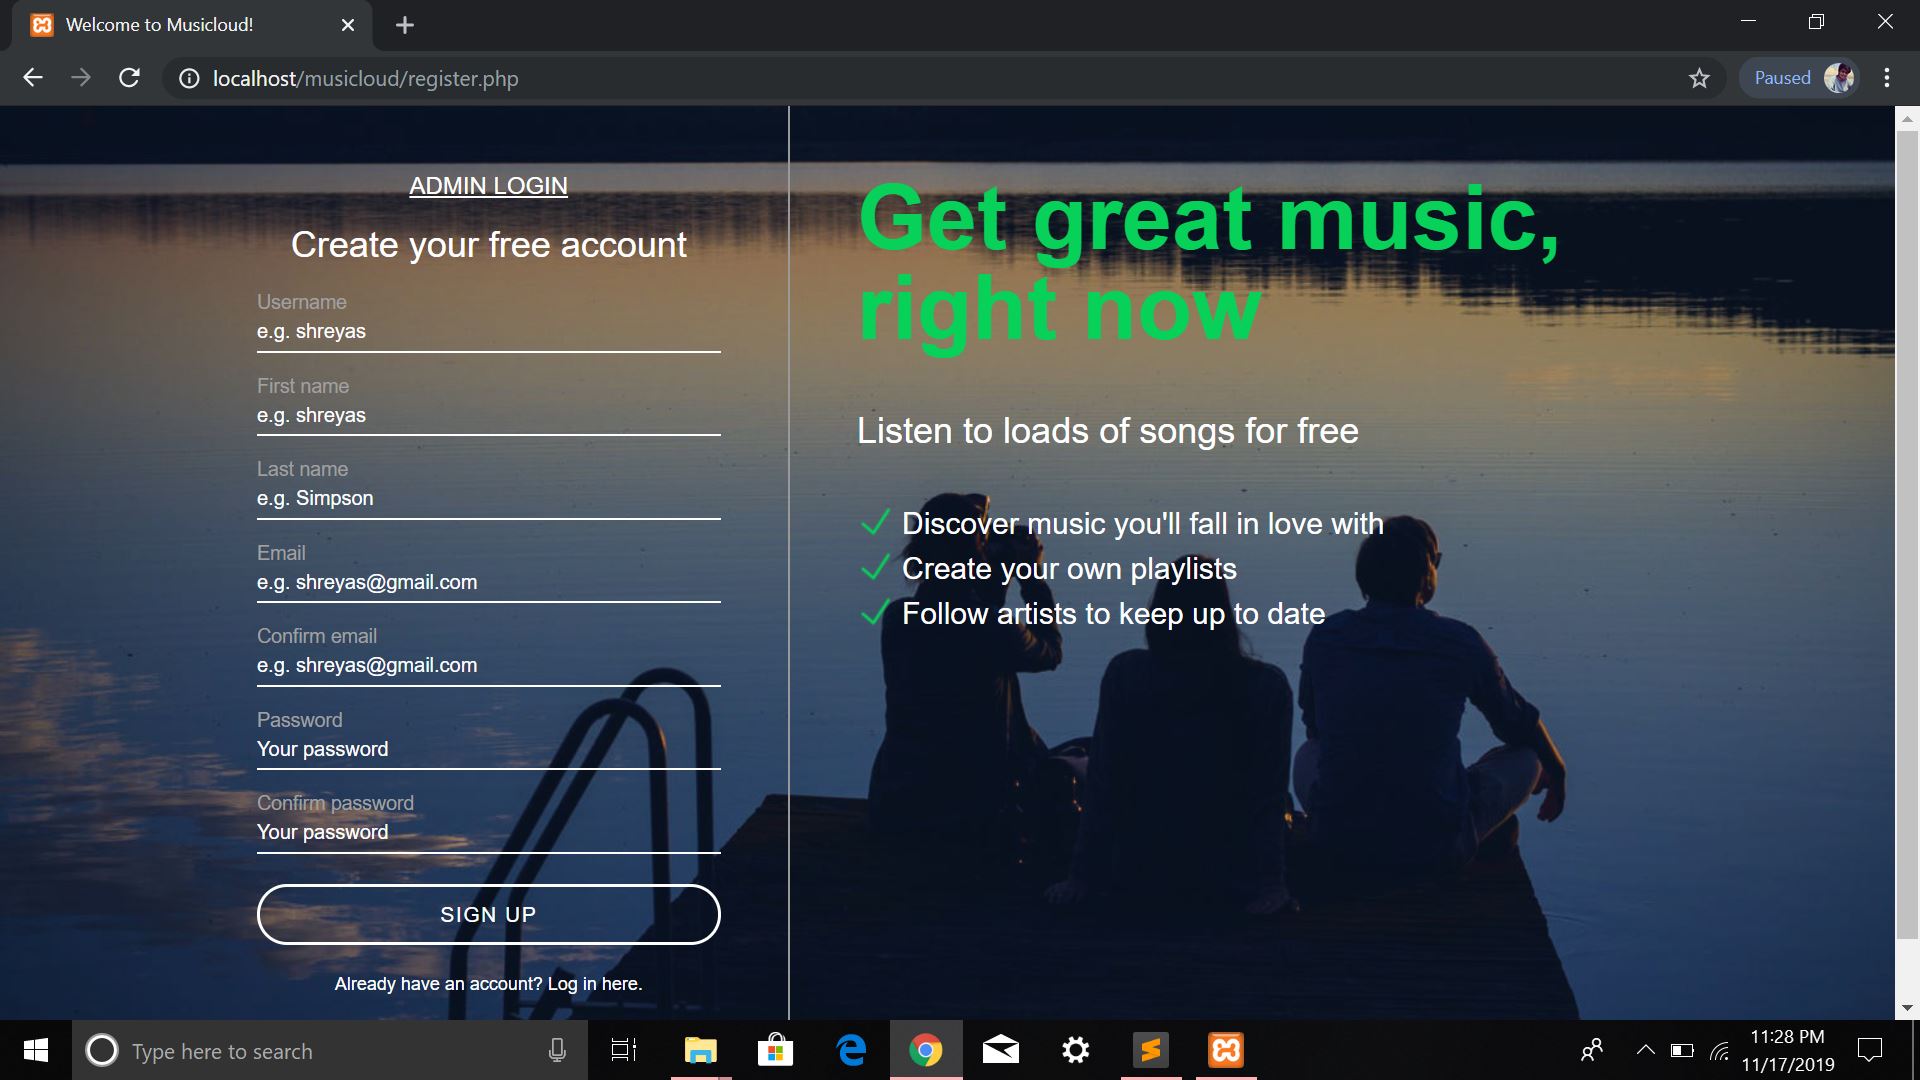 Welcome to Musicloud!
localhost/musicloud/register.php
Paused
ADMIN LOGIN
Create your free account
Username
e.g. shreyas
First name
e.g. shreyas
Last name
e.g. Simpson
Email
e.g. shreyas@gmail.com
Confirm email
e.g. shreyas@gmail.com
Password
Your password
Confirm password
Your password
SIGN UP
Already have an account? Log in here.
Get great music,
right now
Listen to loads of songs for free
Discover music you'll fall in love with
Create your own playlists
Follow artists to keep up to date
Type here to search
11:28 PM
11/17/2019